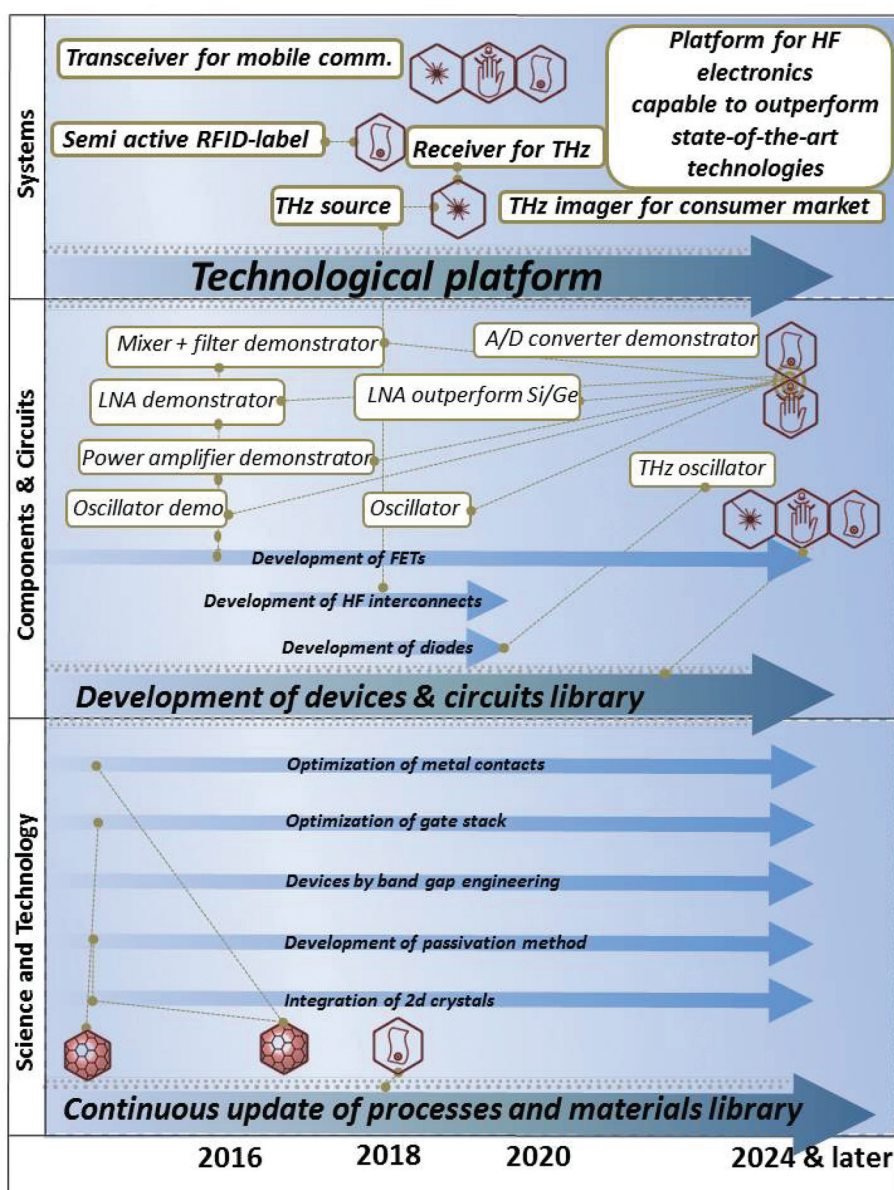 Systems
Transceiver for mobile comm.
Platform for HF
electronics
capable to outperform
state-of-the-art
technologies
Semi active RFID-label
Receiver for THz
THz source
THz imager for consumer market
Technological platform
Components & Circuits
Mixer + filter demonstrator
A/D converter demonstrator
LNA demonstrator
LNA outperform Si/Ge
Power amplifier demonstrator
THz oscillator
Oscillator demo
Oscillator
Development of FETs
Development of HF interconnects
Development of diodes
Development of devices & circuits library
Science and Technology
Optimization of metal contacts
Optimization of gate stack
Devices by band gap engineering
Development of passivation method
Integration of 2d crystals
Continuous update of processes and materials library
2016 2018 2020 2024 & later